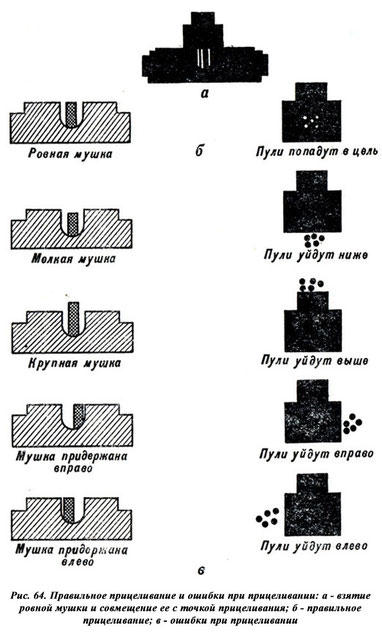 а
Ровная мушка
б
Пули попадут в цель
Мелкая мушка
Пули уйдут ниже
Крупная мушка
Пули уйдут выше
Мушка придержана
вправо
Пули уйдут вправо
Мушка придержана
влево
Пули уйдут влево
в
Рис. 64. Правильное прицеливание и ошибки при прицеливании: а - взятие
ровной мушки и совмещение ее с точкой прицеливания; б - правильное
прицеливание; в - ошибки при прицеливании